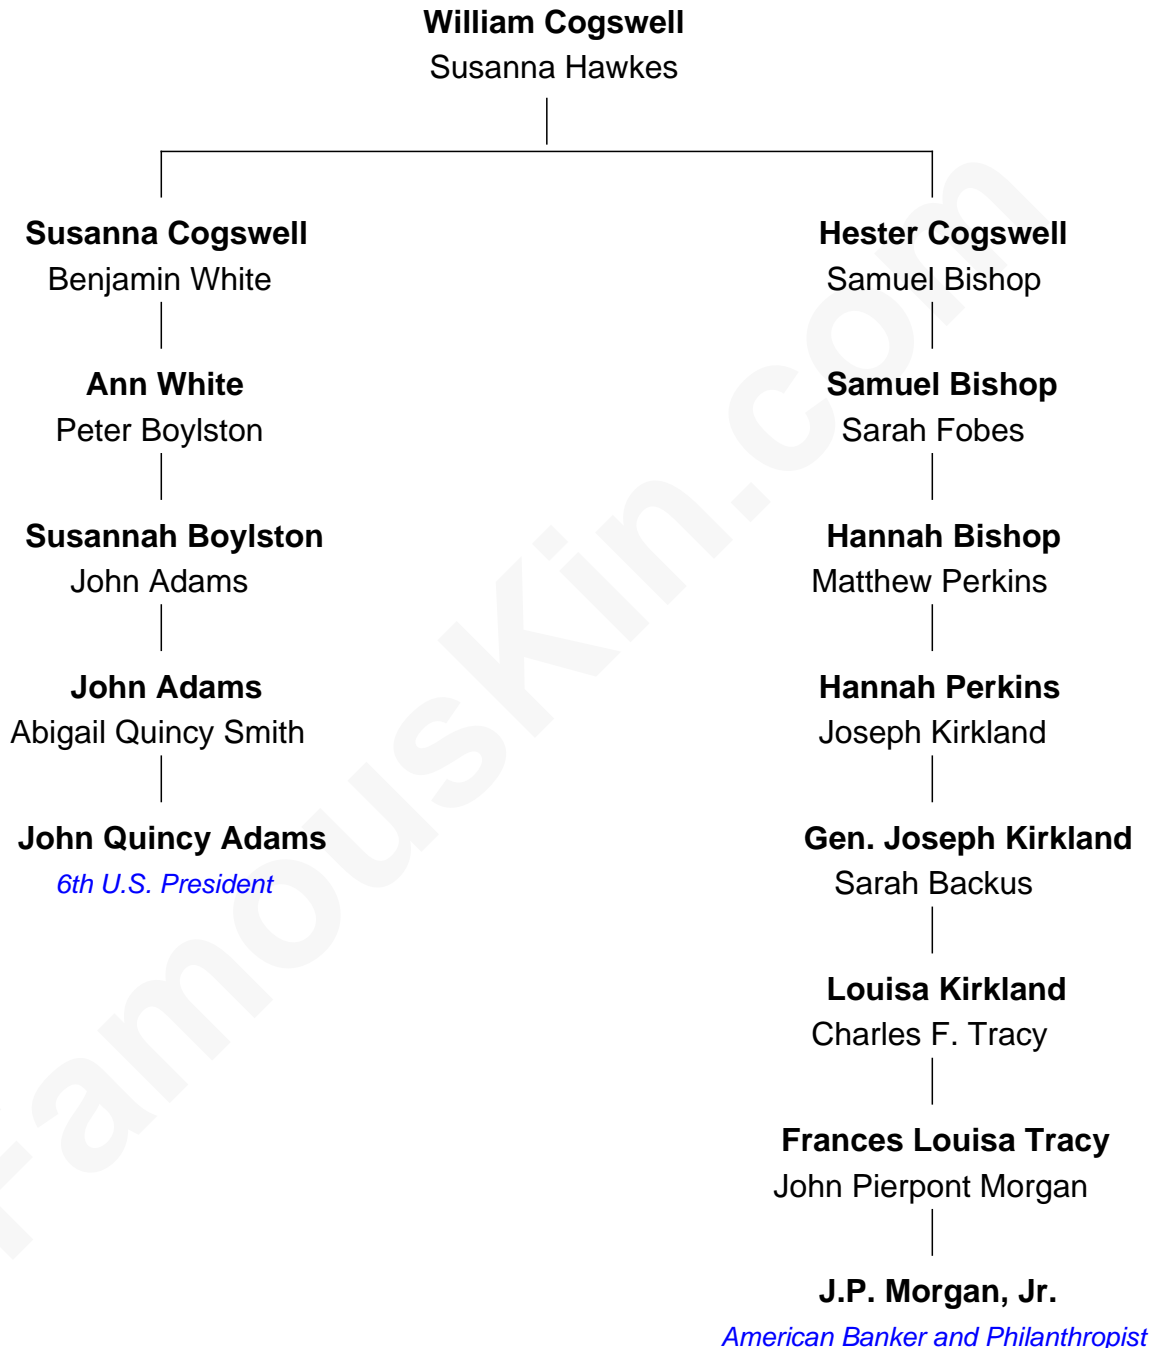 William Cogswell
Susanna Hawkes
Susanna Cogswell
Benjamin White
Ann White
Peter Boylston
Susannah Boylston
John Adams
John Adams
Abigail Quincy Smith
John Quincy Adams
6th U.S. President
Hester Cogswell
Samuel Bishop
Samuel Bishop
Sarah Fobes
Hannah Bishop
Matthew Perkins
Hannah Perkins
Joseph Kirkland
Gen. Joseph Kirkland
Sarah Backus
Louisa Kirkland
Charles F. Tracy
Frances Louisa Tracy
John Pierpont Morgan
J.P. Morgan, Jr.
American Banker and Philanthropist
FamousKin.com